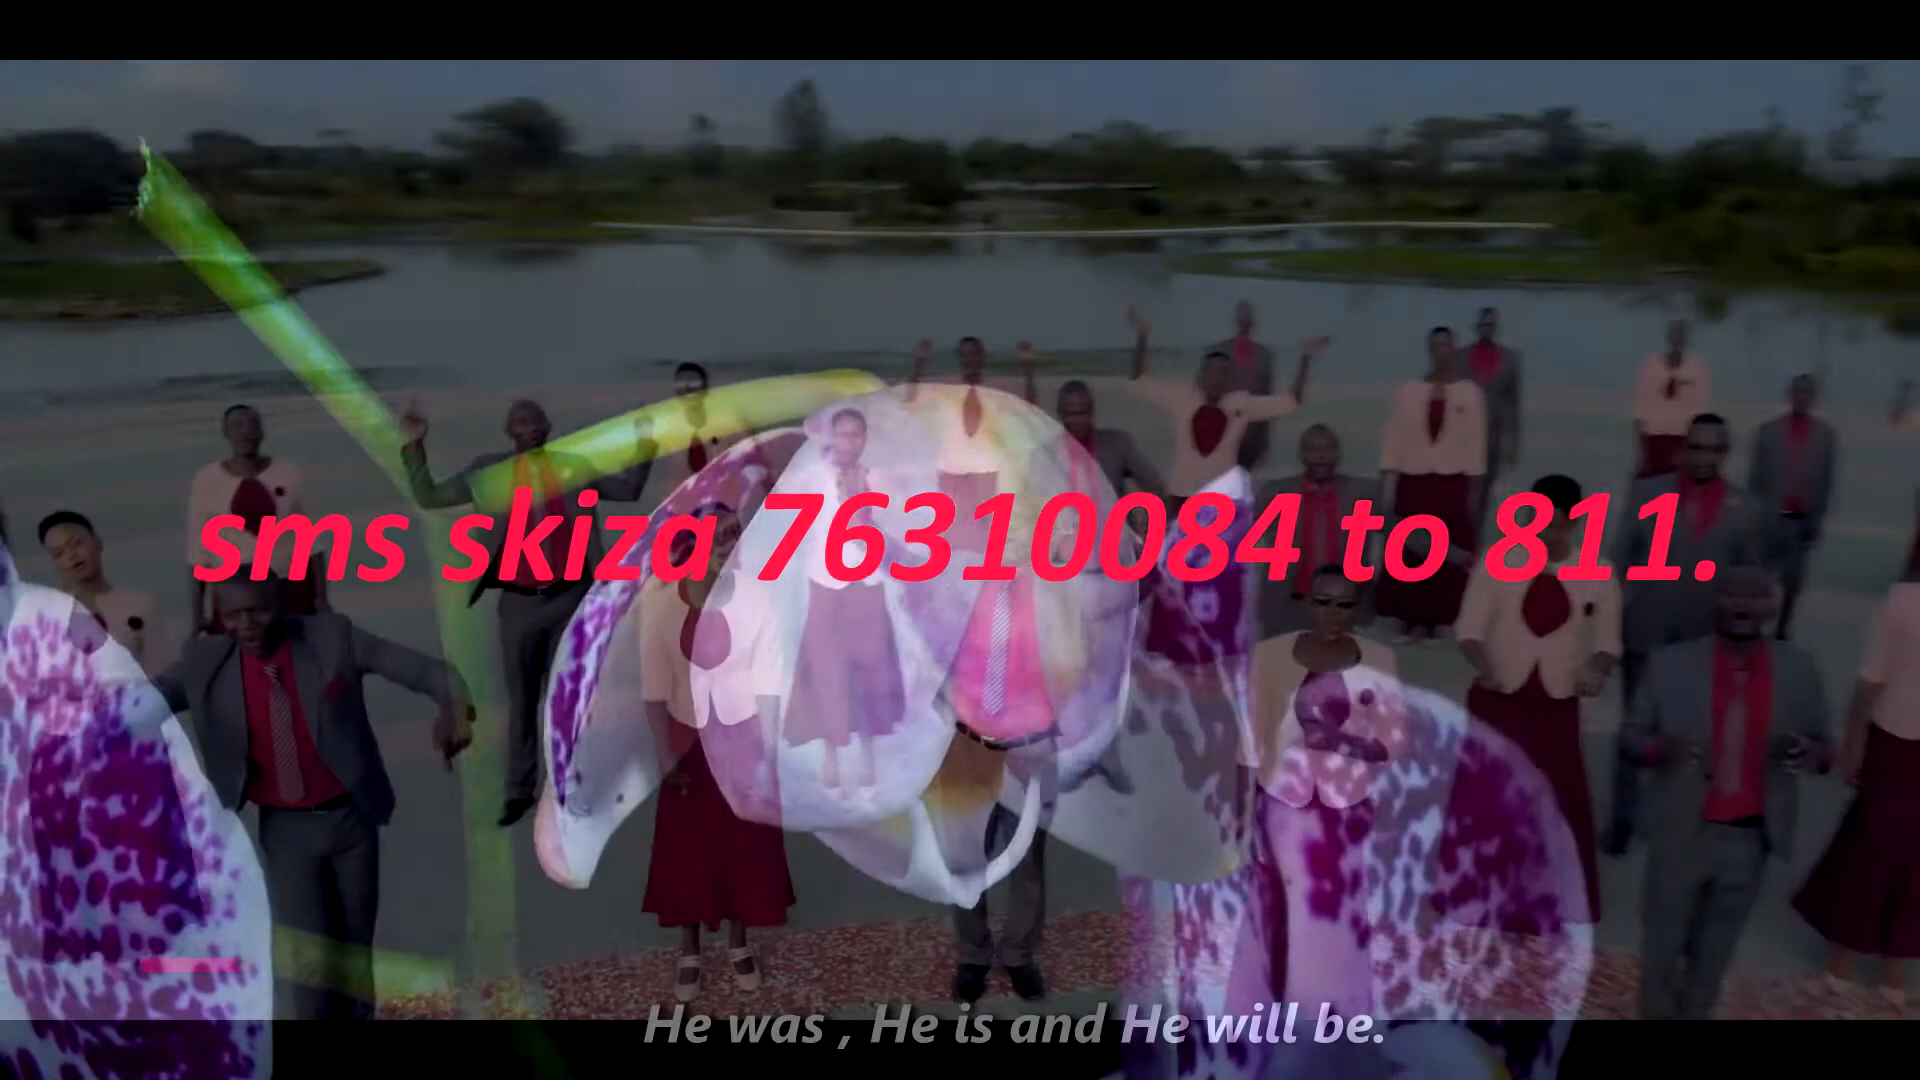 sms skiza 76310084 to 811.
He was , He is and He will be.